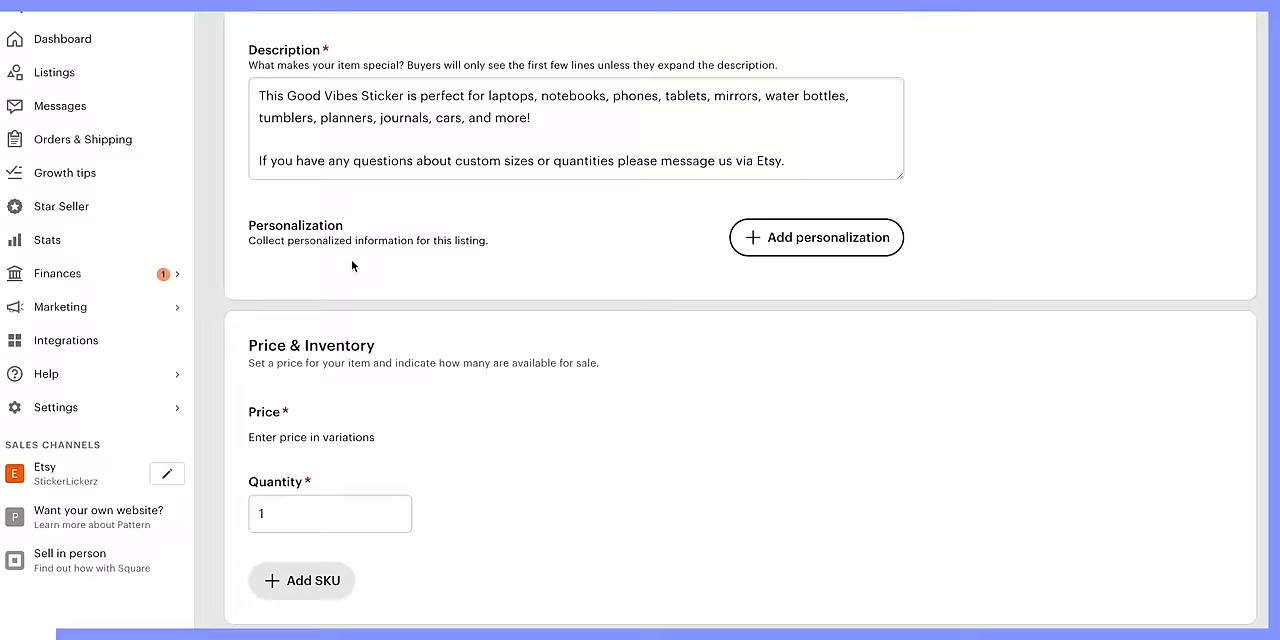 Dashboard
Listings
Messages
Orders & Shipping
Growth tips
Star Seller
Stats
Finances
1
Marketing
Integrations
Help
Settings
SALES CHANNELS
E
Etsy
StickerLickerz
P
Want your own website?
Learn more about Pattern
Sell in person
Find out how with Square
Description *
What makes your item special? Buyers will only see the first few lines unless they expand the description.
This Good Vibes Sticker is perfect for laptops, notebooks, phones, tablets, mirrors, water bottles,
tumblers, planners, journals, cars, and more!
If you have any questions about custom sizes or quantities please message us via Etsy.
Personalization
Collect personalized information for this listing.
+ Add personalization
Price & Inventory
Set a price for your item and indicate how many are available for sale.
Price *
Enter price in variations
Quantity *
1
+ Add SKU